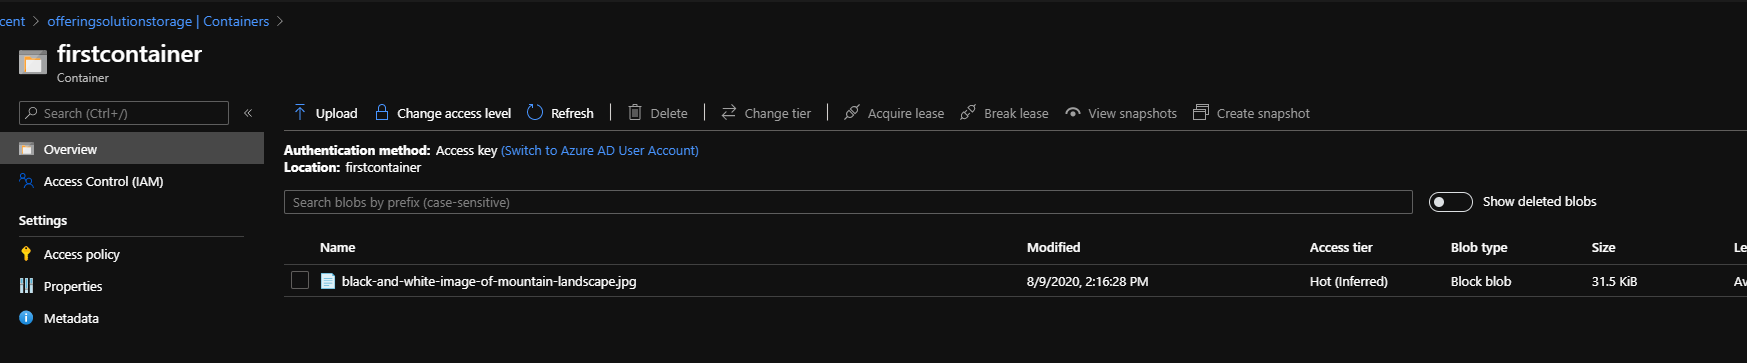 cent > offeringsolutionstorage | Containers >
firstcontainer
Container
Search (Ctrl+/)
«
Upload Change access level Refresh Delete Change tier Acquire lease Break lease View snapshots Create snapshot
Overview
Access Control (IAM)
Settings
Access policy
Properties
Metadata
Authentication method: Access key (Switch to Azure AD User Account)
Location: firstcontainer
Search blobs by prefix (case-sensitive)
Show deleted blobs
Name Modified Access tier Blob type Size Le
black-and-white-image-of-mountain-landscape.jpg 8/9/2020, 2:16:28 PM Hot (Inferred) Block blob 31.5 KiB Av